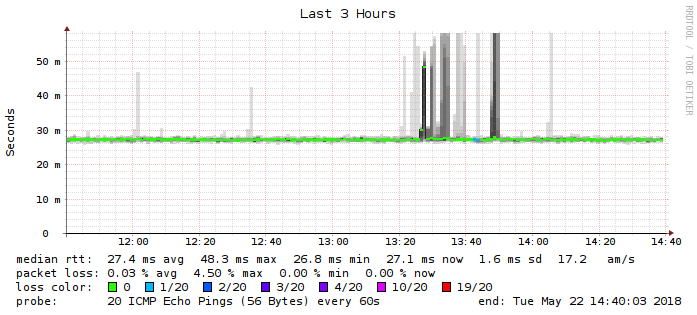 Last 3 Hours
RRDTOOL / TOBI OETIKER
Seconds
50 m
40 m
30 m
20 m
10 m
0
12:00 12:20 12:40 13:00 13:20 13:40 14:00 14:20 14:40
median rtt: 27.4 ms avg 48.3 ms max 26.8 ms min 27.1 ms now 1.6 ms sd 17.2 am/s
packet loss: 0.03 % avg 4.50 % max 0.00 % min 0.00 % now
loss color: 0 1/20 2/20 3/20 4/20 10/20 19/20
probe: 20 ICMP Echo Pings (56 Bytes) every 60s end: Tue May 22 14:40:03 2018